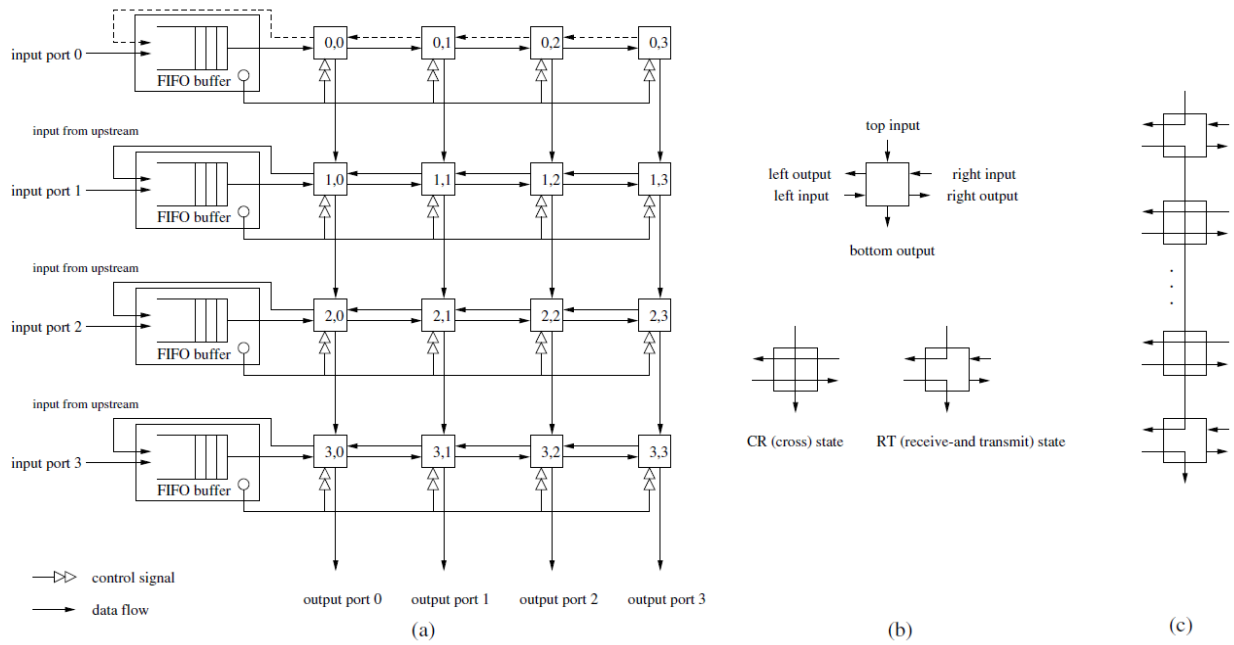 input port 0
FIFO buffer
0,0
0,1
0,2
0,3
input from upstream
input port 1
FIFO buffer
1,0
1,1
1,2
1,3
input from upstream
input port 2
FIFO buffer
2,0
2,1
2,2
2,3
input from upstream
input port 3
FIFO buffer
3,0
3,1
3,2
3,3
control signal
data flow
output port 0
output port 1
output port 2
output port 3
(a)
top input
left output
right input
left input
right output
bottom output
CR (cross) state
RT (receive-and transmit) state
(b)
(c)